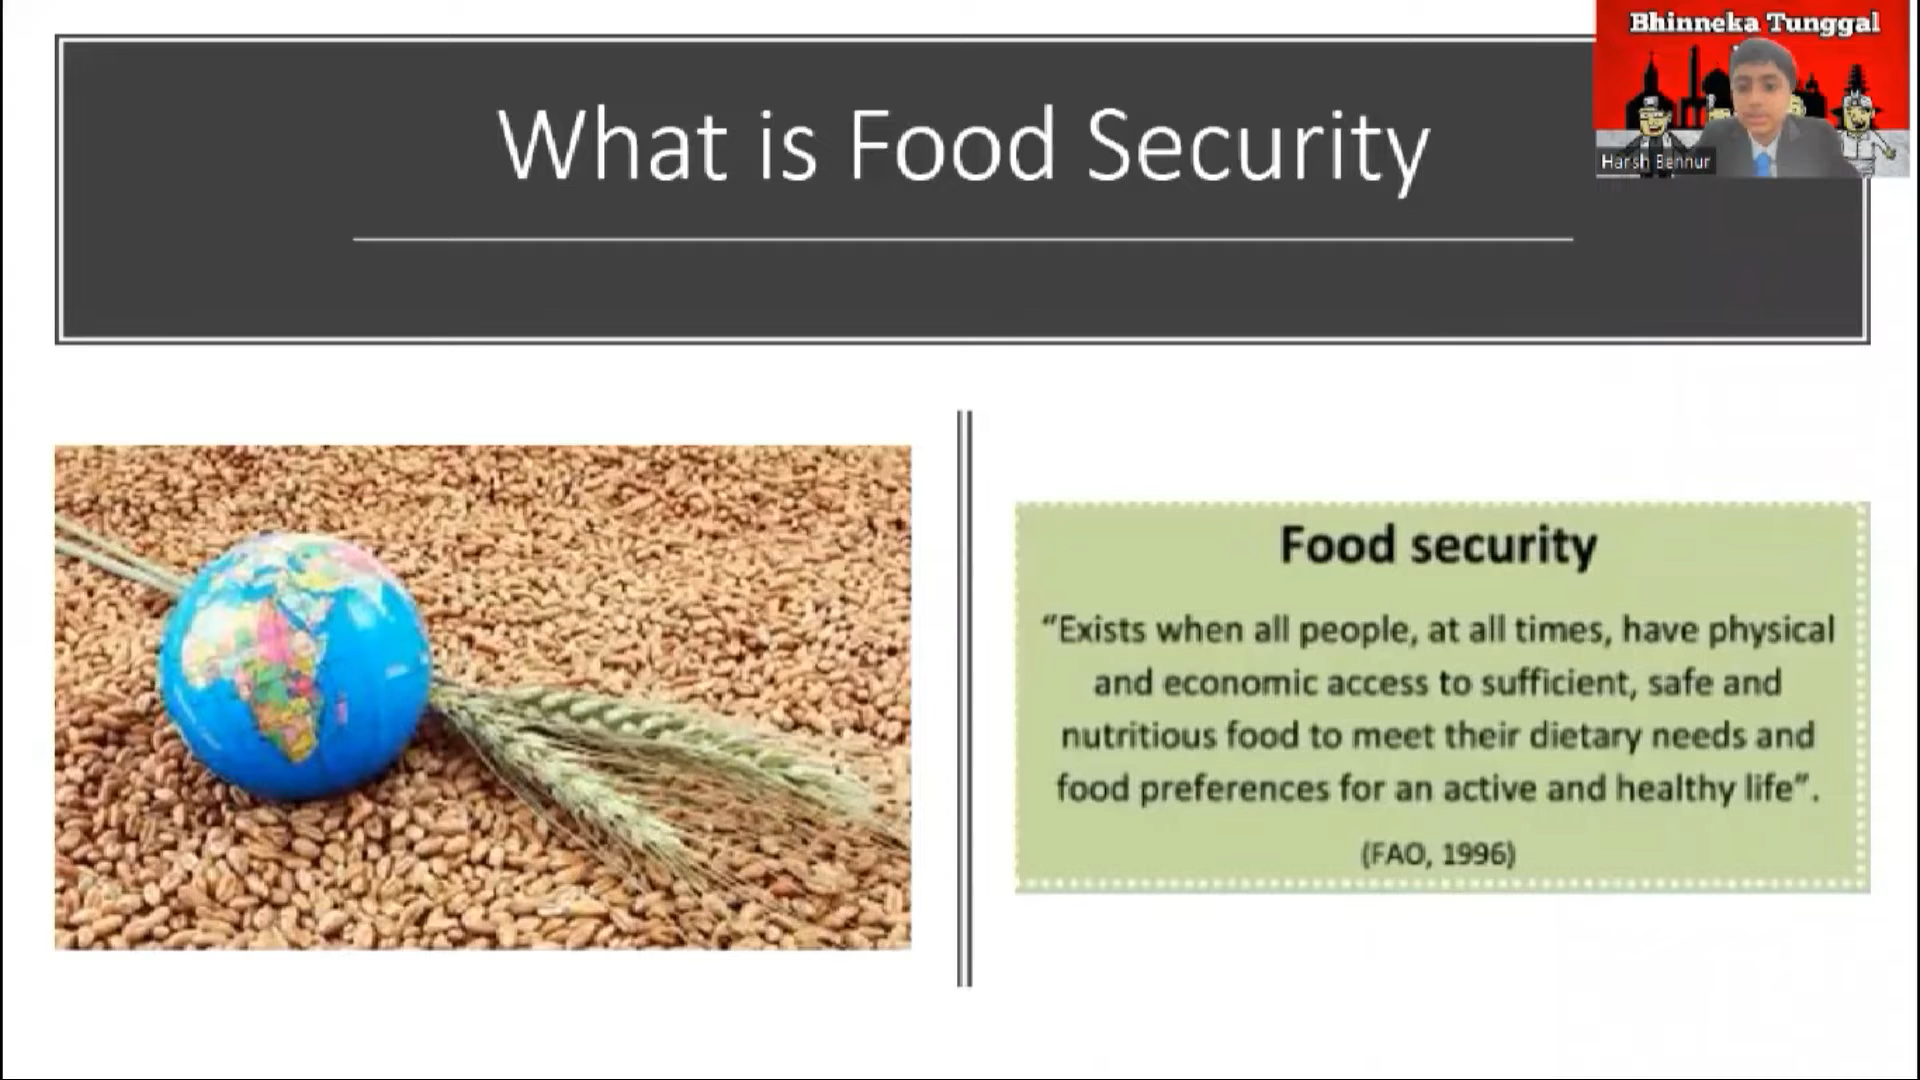 What is Food Security
Bhinneka Tunggal
Harsh Bennur
Food security
“Exists when all people, at all times, have physical
and economic access to sufficient, safe and
nutritious food to meet their dietary needs and
food preferences for an active and healthy life”.
(FAO, 1996)